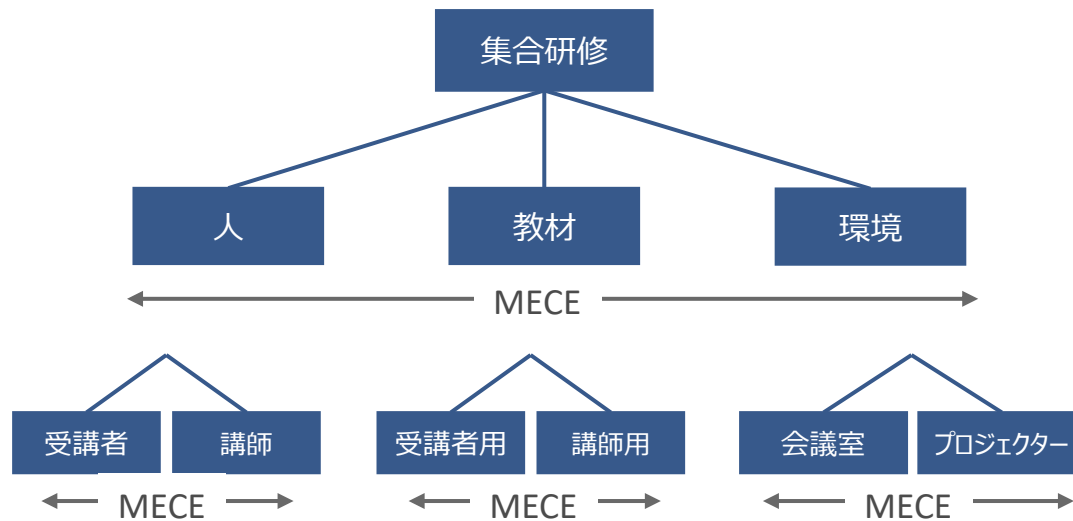 集合研修
人
教材
環境
MECE
受講者
講師
受講者用
講師用
会議室
プロジェクター
MECE
MECE
MECE